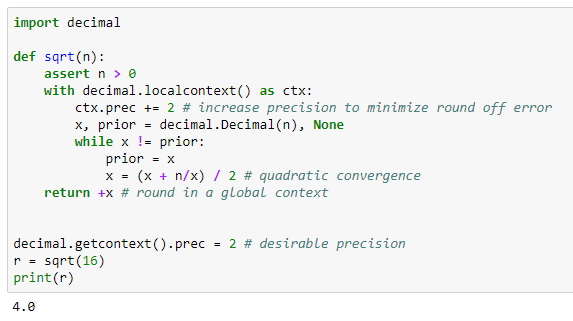 import decimal
def sqrt(n):
    assert n > 0
    with decimal.localcontext() as ctx:
        ctx.prec += 2 # increase precision to minimize round off error
        x, prior = decimal.Decimal(n), None
        while x != prior:
            prior = x
            x = (x + n/x) / 2 # quadratic convergence
    return +x # round in a global context
decimal.getcontext().prec = 2 # desirable precision
r = sqrt(16)
print(r)
4.0